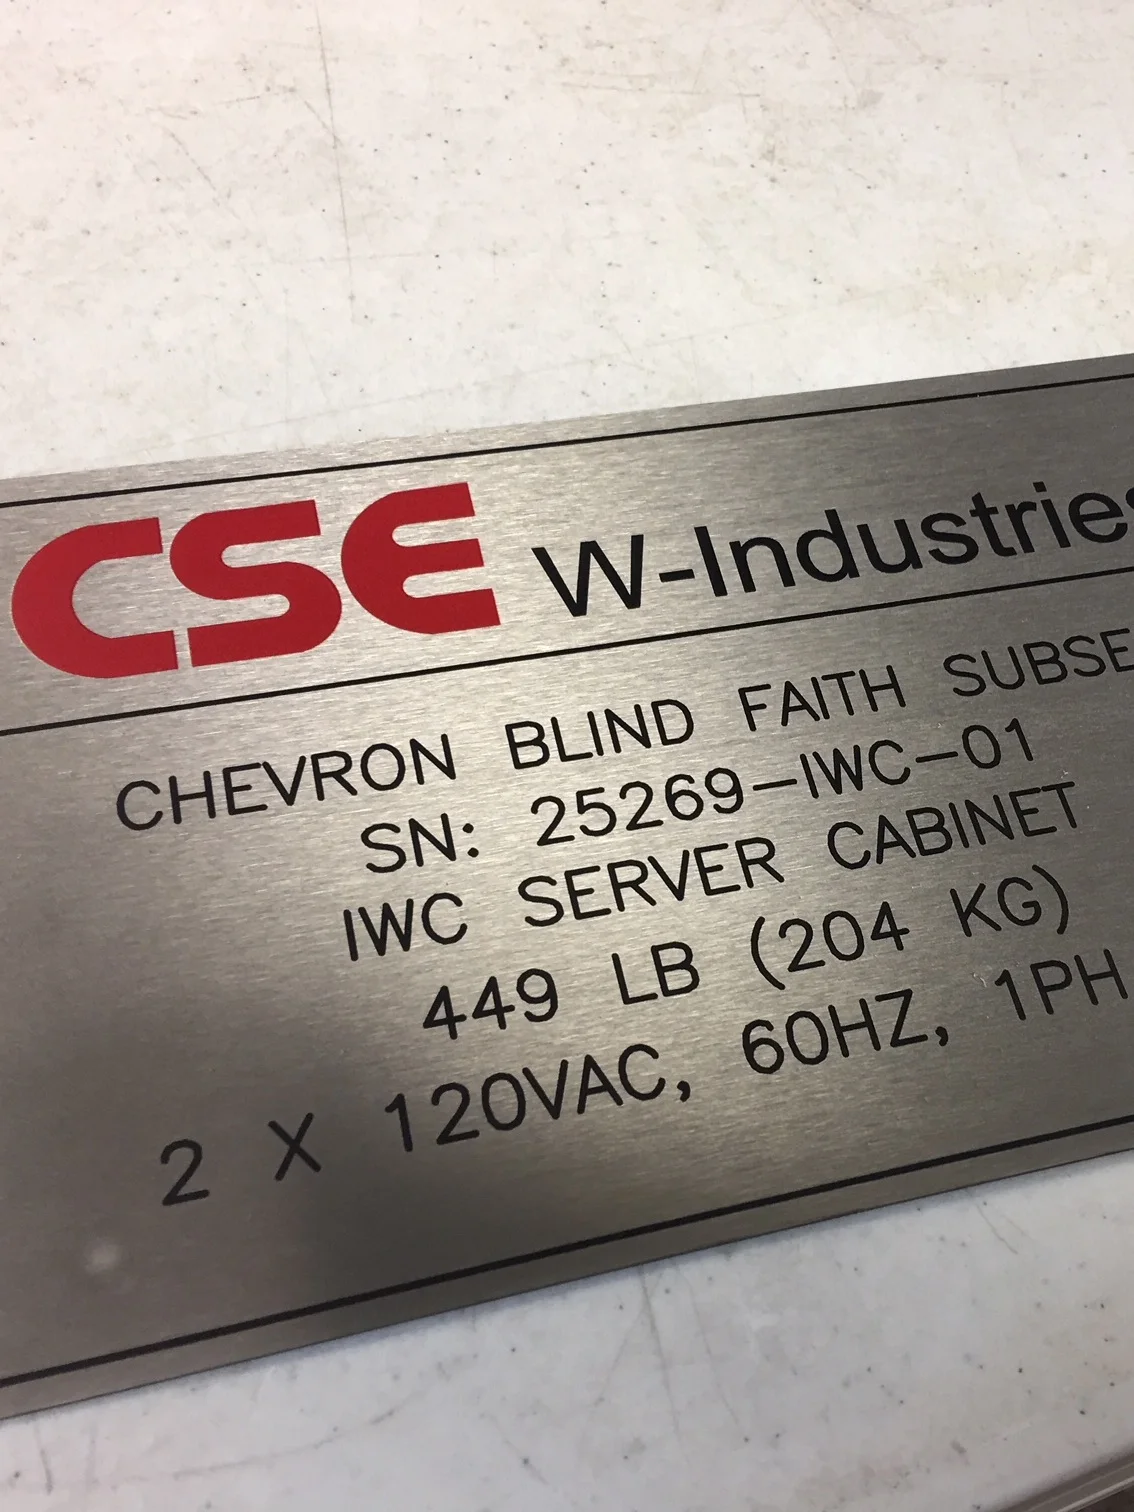 CSE W-Industries
CHEVRON BLIND FAITH SUBSE
SN: 25269-IWC-01
IWC SERVER CABINET
449 LB (204 KG)
2 X 120VAC, 60HZ, 1PH